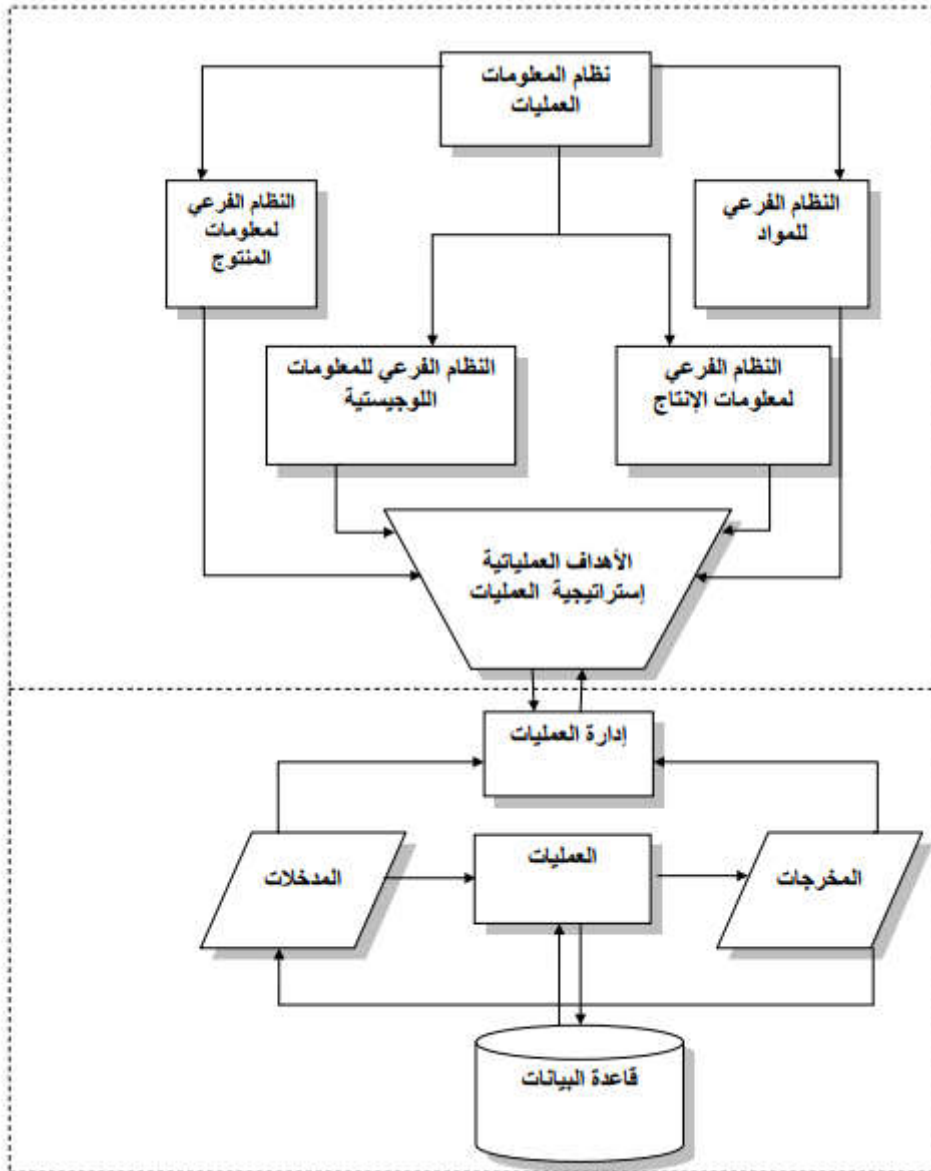 نظام المعلومات
العمليات
النظام الفرعي
للمواد
النظام الفرعي
لمعلومات
المنتوج
النظام الفرعي
لمعلومات الإنتاج
النظام الفرعي للمعلومات
اللوجيستية
الأهداف العملياتية
إستراتيجية العمليات
إدارة العمليات
المدخلات
العمليات
المخرجات
قاعدة البيانات